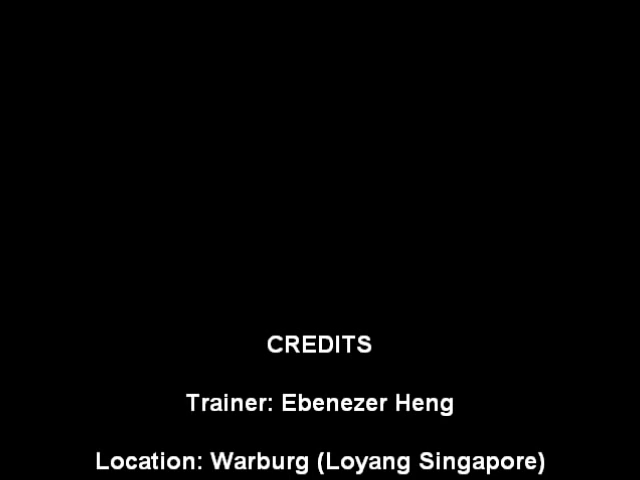 CREDITS
Trainer: Ebenezer Heng
Location: Warburg (Loyang Singapore)